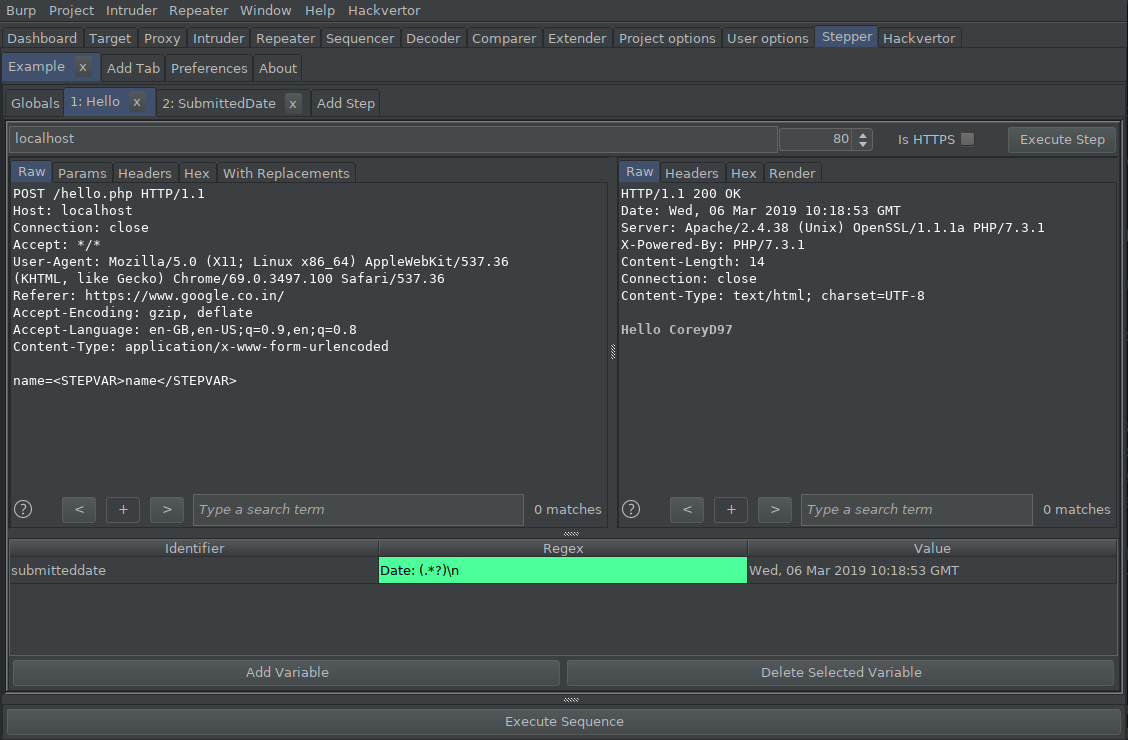 Burp Project Intruder Repeater Window Help Hackvertor
Dashboard Target Proxy Intruder Repeater Sequencer Decoder Comparer Extender Project options User options Stepper Hackvertor
Example x Add Tab Preferences About
Globals 1: Hello x 2: SubmittedDate x Add Step
localhost 80 Is HTTPS Execute Step
Raw Params Headers Hex With Replacements
POST /hello.php HTTP/1.1
Host: localhost
Connection: close
Accept: */*
User-Agent: Mozilla/5.0 (X11; Linux x86_64) AppleWebKit/537.36
(KHTML, like Gecko) Chrome/69.0.3497.100 Safari/537.36
Referer: https://www.google.co.in/
Accept-Encoding: gzip, deflate
Accept-Language: en-GB,en-US;q=0.9,en;q=0.8
Content-Type: application/x-www-form-urlencoded
name=<STEPVAR>name</STEPVAR>
? < + > Type a search term 0 matches
Raw Headers Hex Render
HTTP/1.1 200 OK
Date: Wed, 06 Mar 2019 10:18:53 GMT
Server: Apache/2.4.38 (Unix) OpenSSL/1.1.1a PHP/7.3.1
X-Powered-By: PHP/7.3.1
Content-Length: 14
Connection: close
Content-Type: text/html; charset=UTF-8
Hello CoreyD97
? < + > Type a search term 0 matches
Identifier Regex Value
submitteddate Date: (.*?)\n Wed, 06 Mar 2019 10:18:53 GMT
Add Variable Delete Selected Variable
Execute Sequence